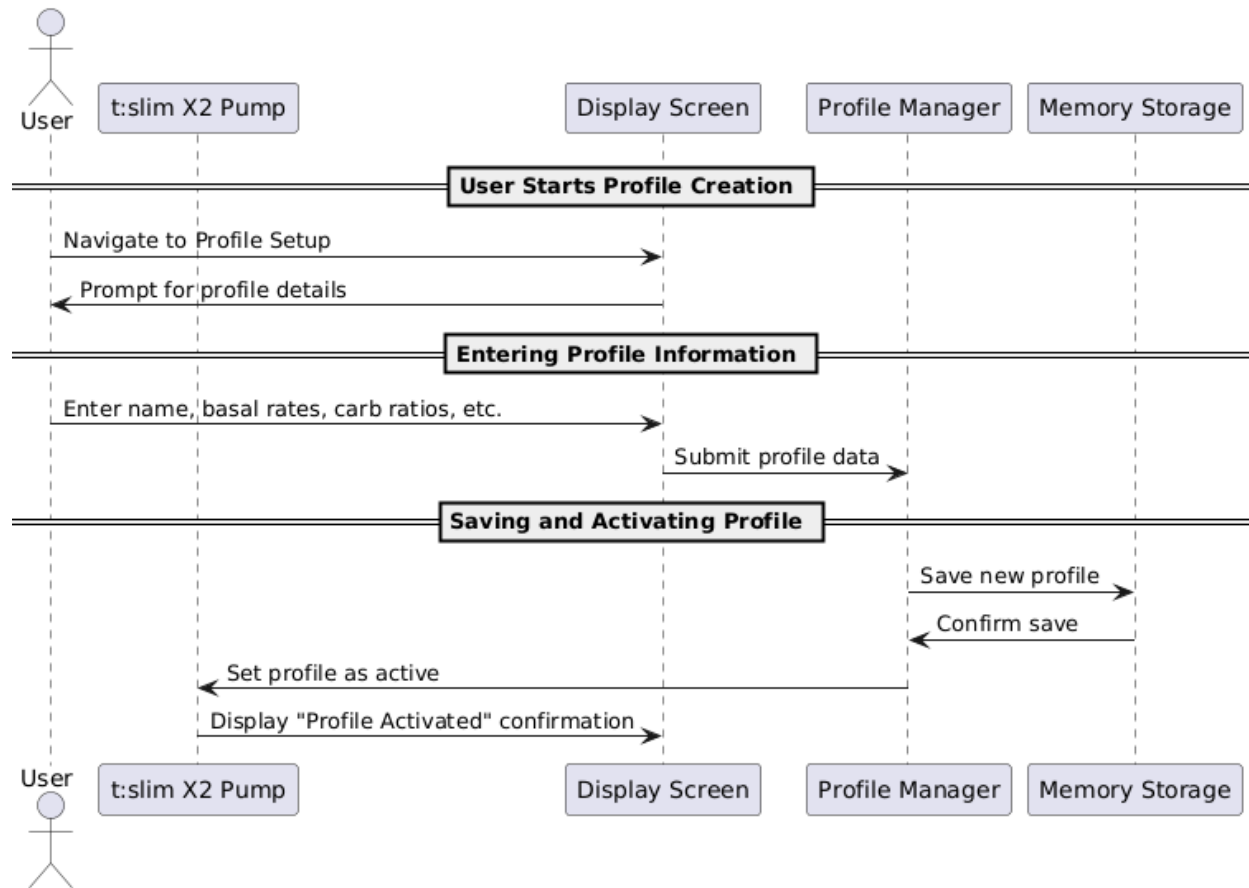 User
t:slim X2 Pump
Display Screen
Profile Manager
Memory Storage
User Starts Profile Creation
Navigate to Profile Setup
Prompt for profile details
Entering Profile Information
Enter name, basal rates, carb ratios, etc.
Submit profile data
Saving and Activating Profile
Save new profile
Confirm save
Set profile as active
Display "Profile Activated" confirmation
User
t:slim X2 Pump
Display Screen
Profile Manager
Memory Storage